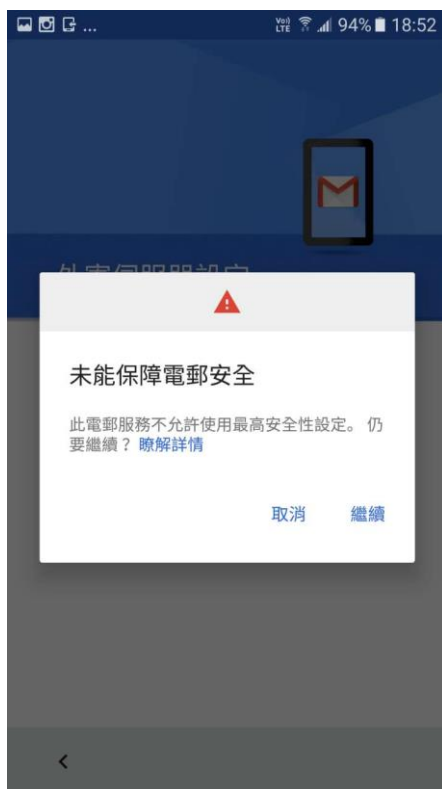 ... VoI) LTE 94% 18:52
未能保障電郵安全
此電郵服務不允許使用最高安全性設定。 仍
要繼續? 瞭解詳情
取消 繼續